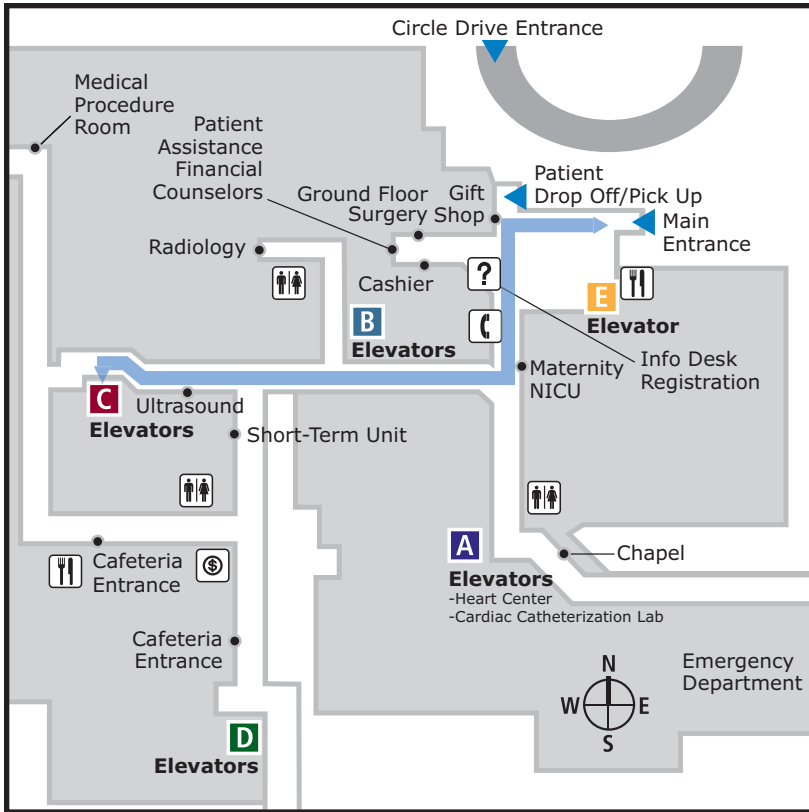 Circle Drive Entrance
Medical
Procedure
Room
Patient
Assistance
Financial
Counselors
Ground Floor
Surgery
Gift
Shop
Patient
Drop Off/Pick Up
Main
Entrance
Radiology
Cashier
?
E
Elevator
B
Elevators
Info Desk
Registration
Maternity
NICU
C
Elevators
Ultrasound
Short-Term Unit
A
Elevators
-Heart Center
-Cardiac Catheterization Lab
Chapel
Cafeteria
Entrance
$
Cafeteria
Entrance
D
Elevators
Emergency
Department
N
W E
S